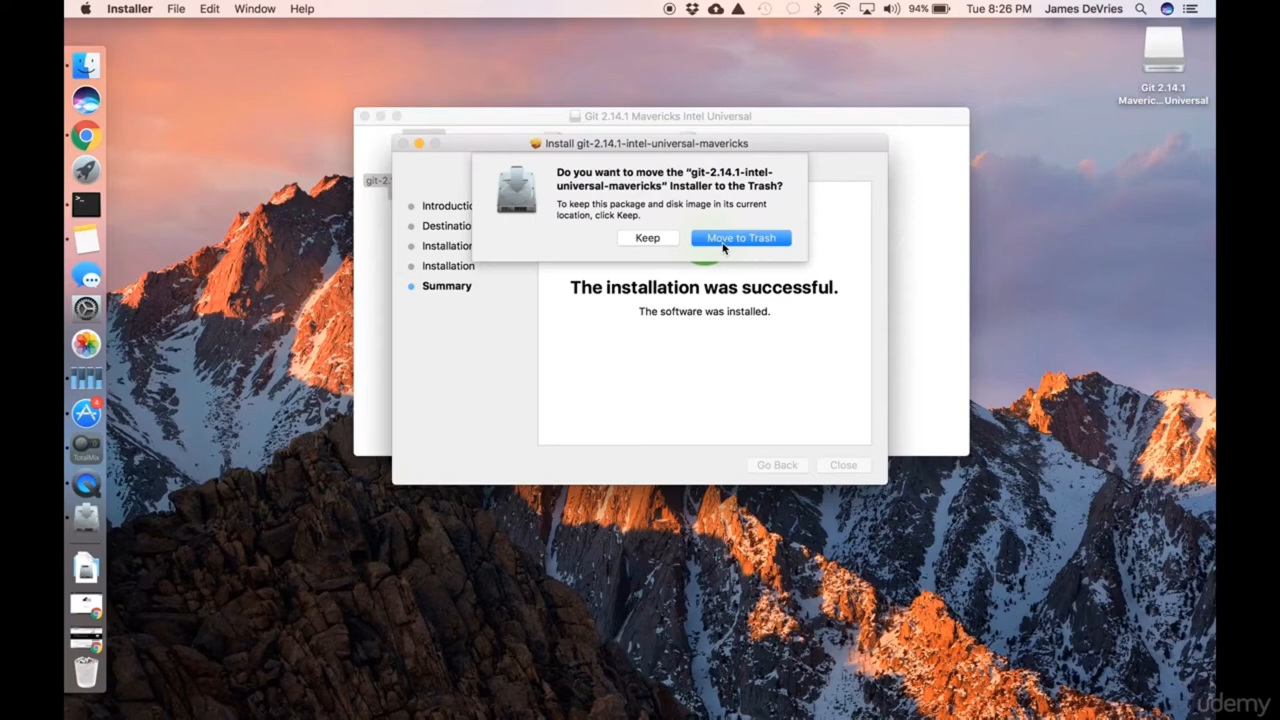 Installer File Edit Window Help
94% Tue 8:26 PM James DeVries
Git 2.14.1
Maveric...Universal
Git 2.14.1 Mavericks Intel Universal
Install git-2.14.1-intel-universal-mavericks
git-2.
Do you want to move the “git-2.14.1-intel-
universal-mavericks” Installer to the Trash?
To keep this package and disk image in its current
location, click Keep.
Keep Move to Trash
Introductio
Destinatio
Installation
Installation
Summary
The installation was successful.
The software was installed.
Go Back Close
4
TotalMix
udemy